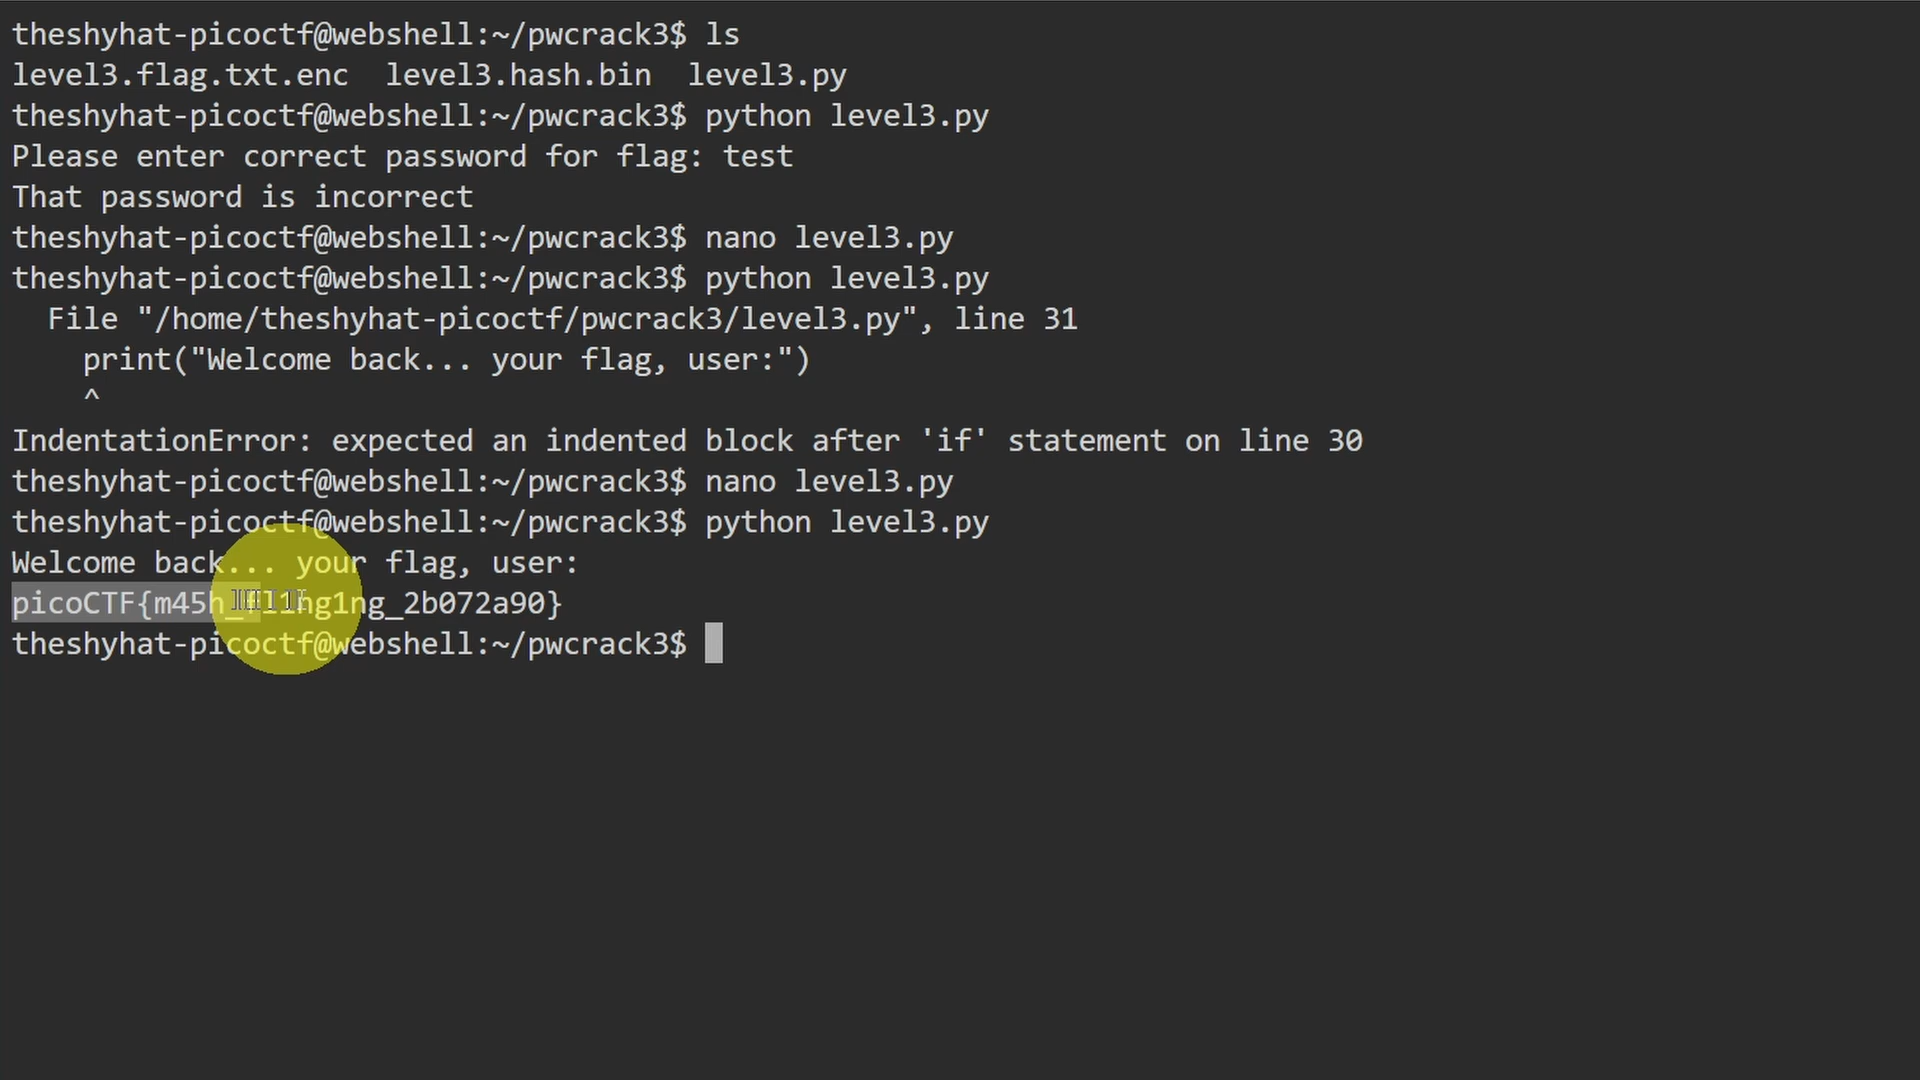 theshyhat-picoctf@webshell:~/pwcrack3$ ls
level3.flag.txt.enc  level3.hash.bin  level3.py
theshyhat-picoctf@webshell:~/pwcrack3$ python level3.py
Please enter correct password for flag: test
That password is incorrect
theshyhat-picoctf@webshell:~/pwcrack3$ nano level3.py
theshyhat-picoctf@webshell:~/pwcrack3$ python level3.py
  File "/home/theshyhat-picoctf/pwcrack3/level3.py", line 31
    print("Welcome back... your flag, user:")
    ^
IndentationError: expected an indented block after 'if' statement on line 30
theshyhat-picoctf@webshell:~/pwcrack3$ nano level3.py
theshyhat-picoctf@webshell:~/pwcrack3$ python level3.py
Welcome back... your flag, user:
picoCTF{m45h_fl1ng1ng_2b072a90}
theshyhat-picoctf@webshell:~/pwcrack3$